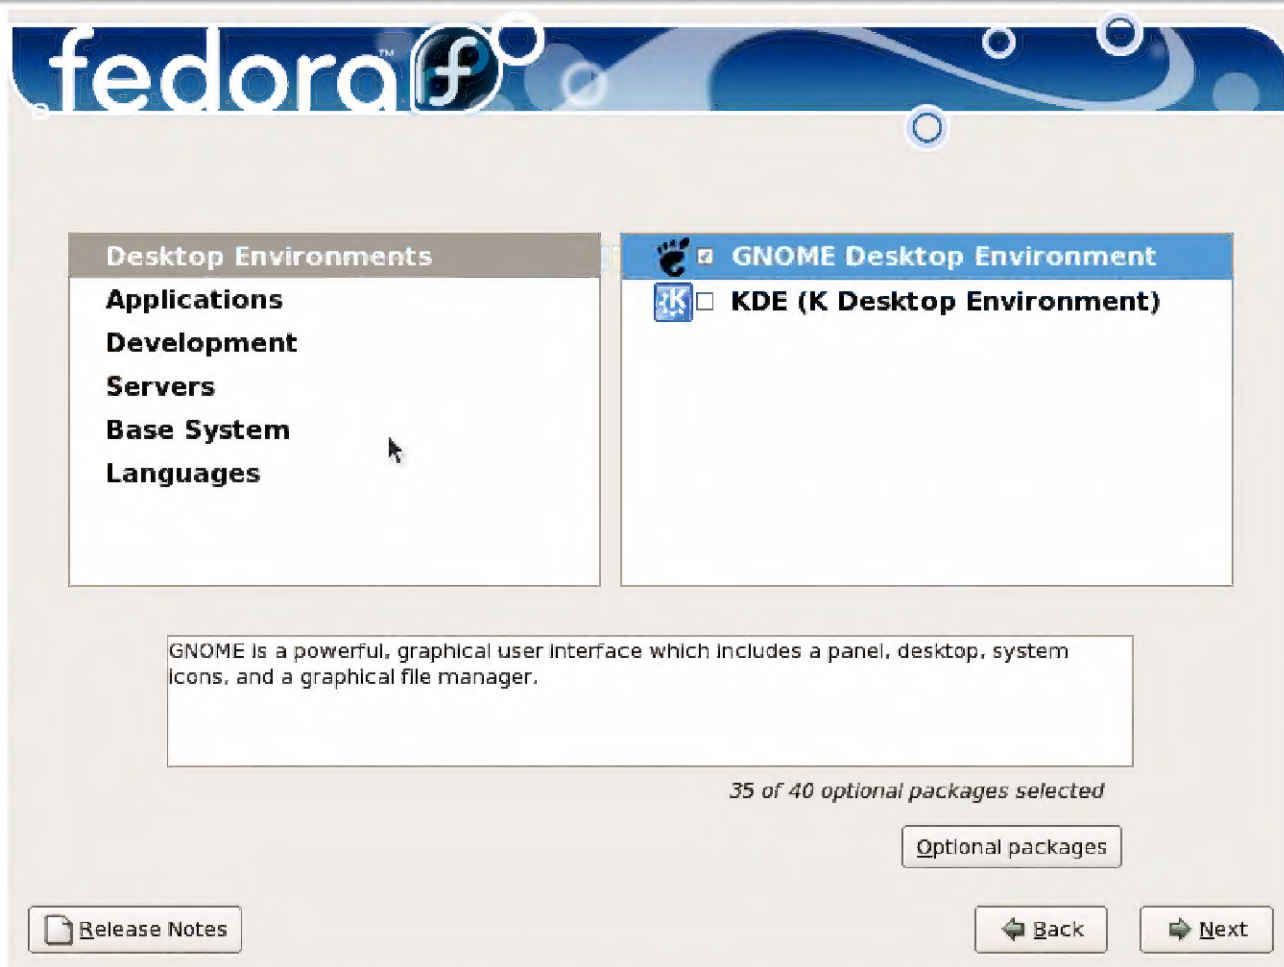 fedora™
Desktop Environments
Applications
Development
Servers
Base System
Languages
GNOME Desktop Environment
KDE (K Desktop Environment)
GNOME is a powerful, graphical user interface which includes a panel, desktop, system
icons, and a graphical file manager.
35 of 40 optional packages selected
Optional packages
Release Notes
Back
Next